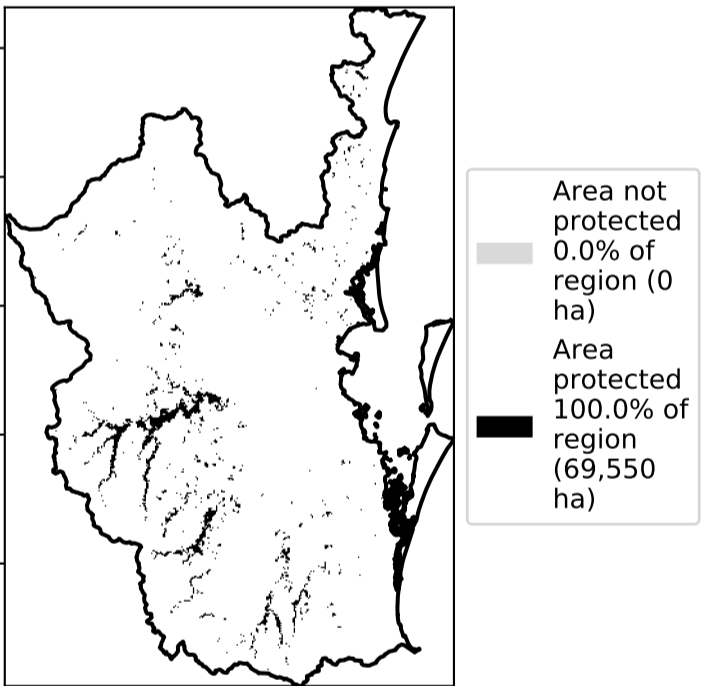 Area not
protected
0.0% of
region (0
ha)
Area
protected
100.0% of
region
(69,550
ha)